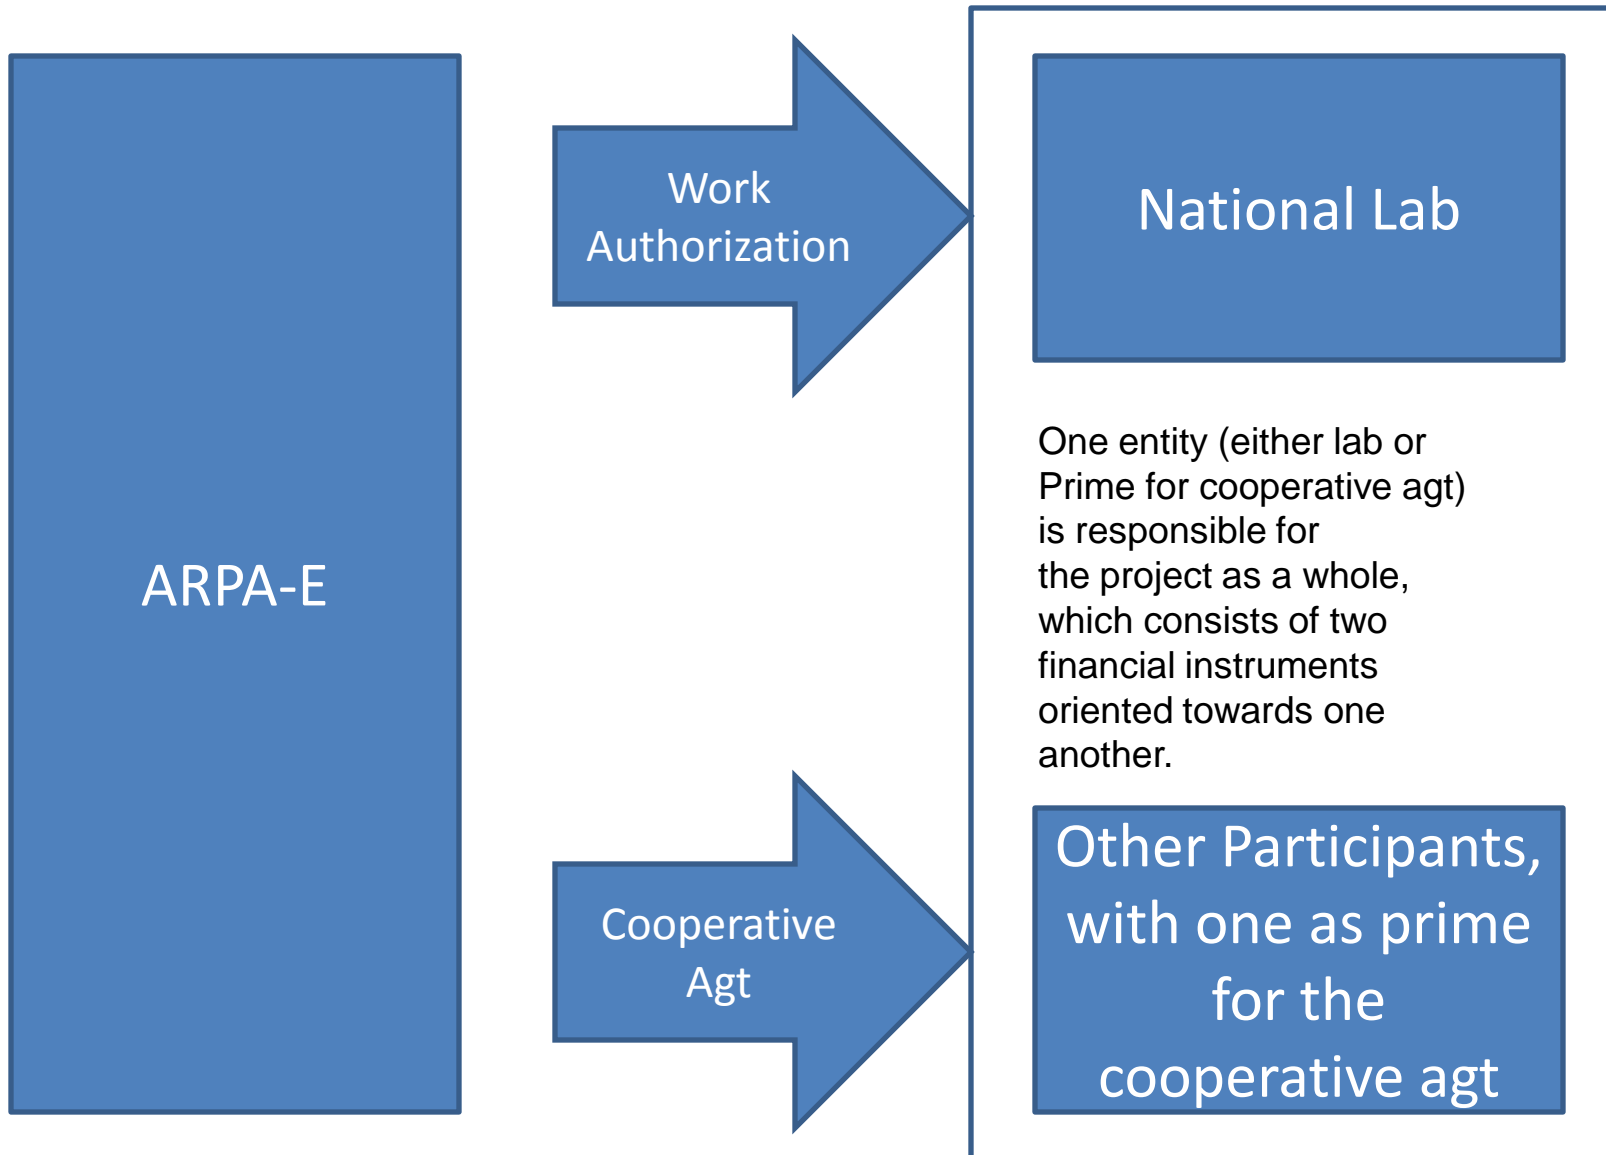 ARPA-E
Work
Authorization
National Lab
One entity (either lab or
Prime for cooperative agt)
is responsible for
the project as a whole,
which consists of two
financial instruments
oriented towards one
another.
Cooperative
Agt
Other Participants,
with one as prime
for the
cooperative agt